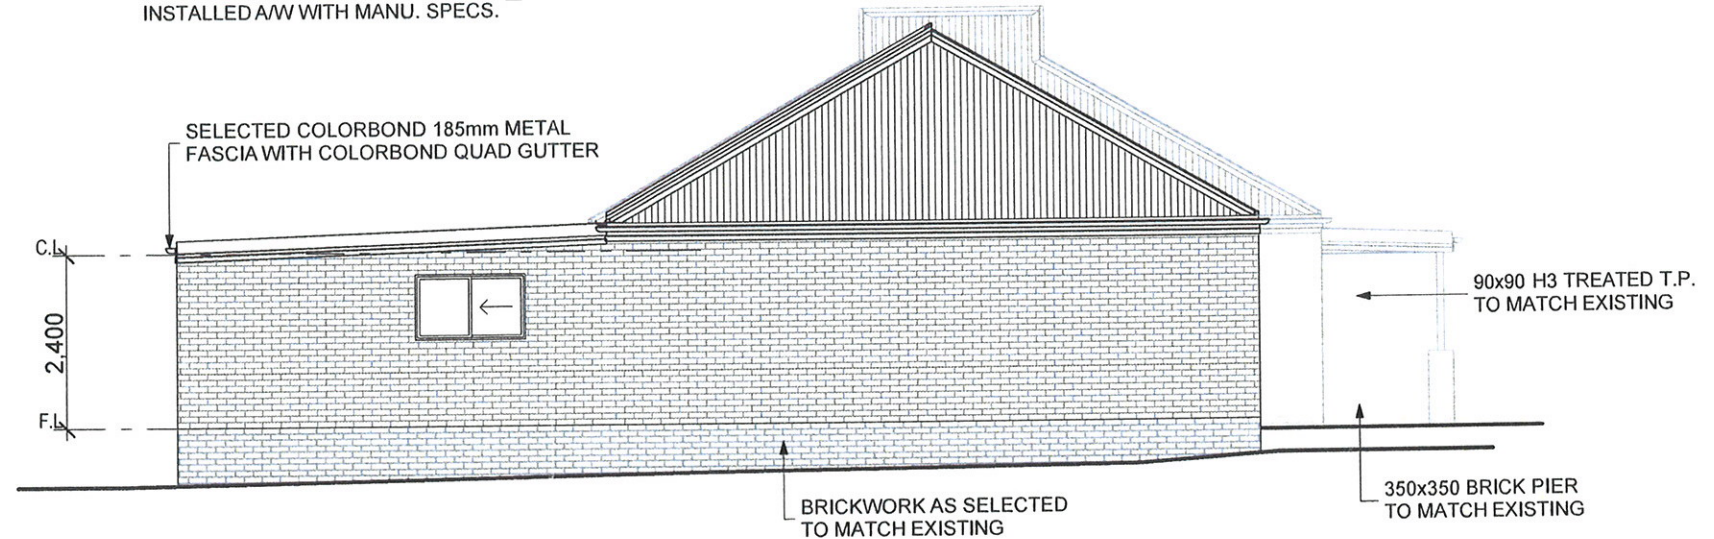 INSTALLED A/W WITH MANU. SPECS.
SELECTED COLORBOND 185mm METAL
FASCIA WITH COLORBOND QUAD GUTTER
C.L
2,400
F.L
90x90 H3 TREATED T.P.
TO MATCH EXISTING
BRICKWORK AS SELECTED
TO MATCH EXISTING
350x350 BRICK PIER
TO MATCH EXISTING